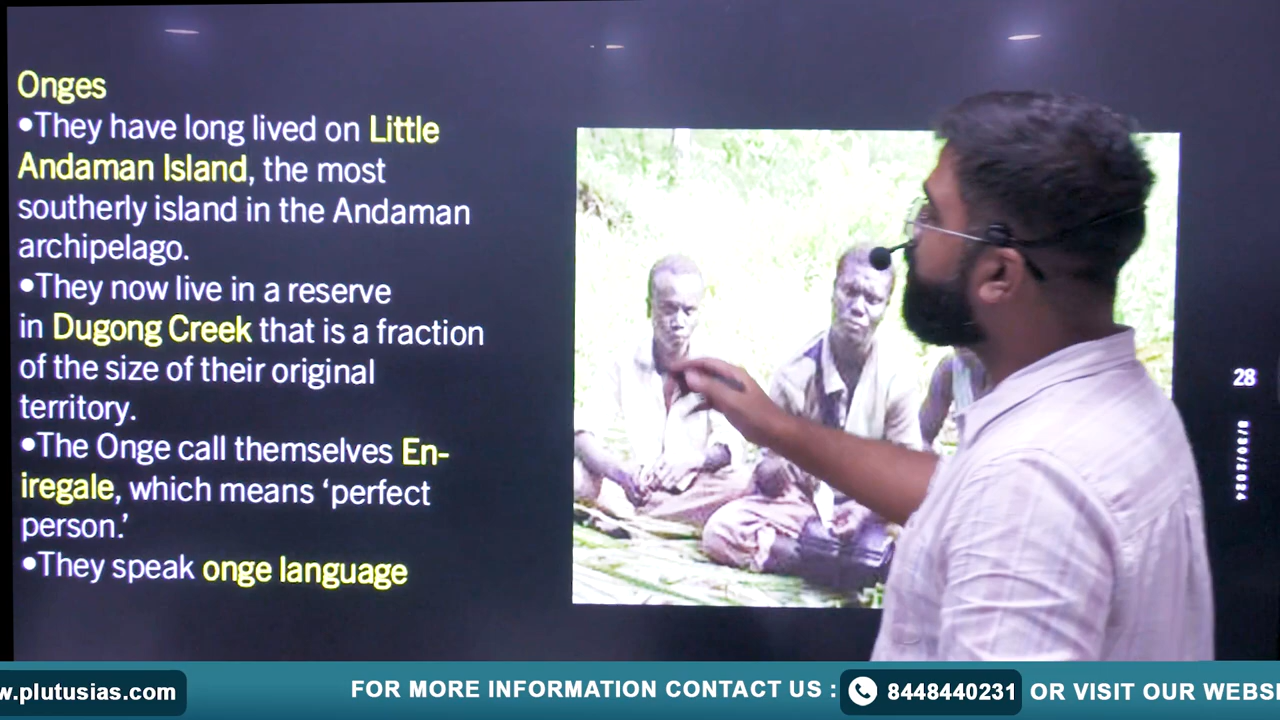 Onges
•They have long lived on Little
Andaman Island, the most
southerly island in the Andaman
archipelago.
•They now live in a reserve
in Dugong Creek that is a fraction
of the size of their original
territory.
•The Onge call themselves En-
iregale, which means ‘perfect
person.’
•They speak onge language
28
8/30/2024
w.plutusias.com
FOR MORE INFORMATION CONTACT US :
8448440231
OR VISIT OUR WEBSI